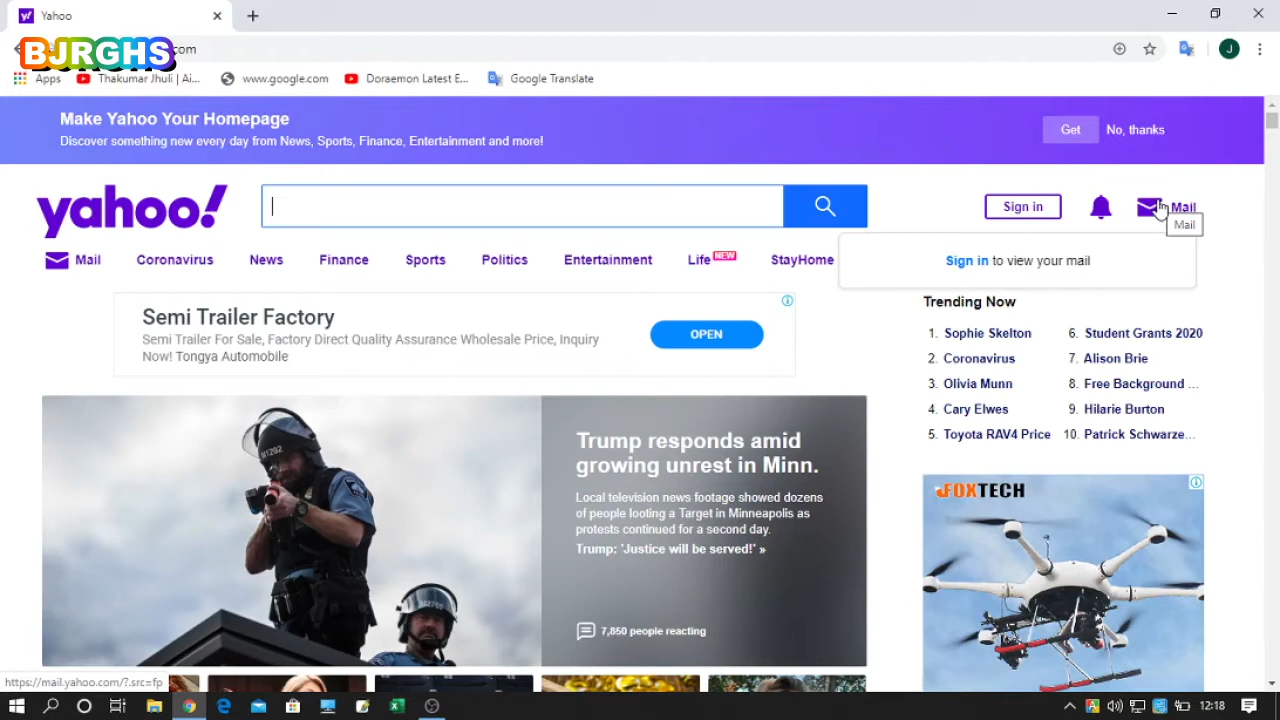 Yahoo
BJRGHS
.com
Apps
Thakumar Jhuli | Ai...
www.google.com
Doraemon Latest E...
Google Translate
J
Make Yahoo Your Homepage
Discover something new every day from News, Sports, Finance, Entertainment and more!
Get
No, thanks
yahoo!
Sign in
Mail
Mail
Mail
Coronavirus
News
Finance
Sports
Politics
Entertainment
Life NEW
StayHome
Sign in to view your mail
Semi Trailer Factory
Semi Trailer For Sale, Factory Direct Quality Assurance Wholesale Price, Inquiry
Now! Tongya Automobile
OPEN
Trending Now
1. Sophie Skelton
2. Coronavirus
3. Olivia Munn
4. Cary Elwes
5. Toyota RAV4 Price
6. Student Grants 2020
7. Alison Brie
8. Free Background ...
9. Hilarie Burton
10. Patrick Schwarze...
M1292
Trump responds amid
growing unrest in Minn.
Local television news footage showed dozens
of people looting a Target in Minneapolis as
protests continued for a second day.
Trump: 'Justice will be served!' »
7,850 people reacting
FOXTECH
https://mail.yahoo.com/?.src=fp
12:18